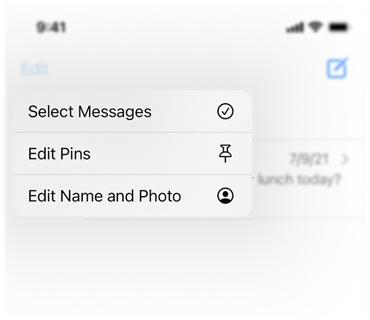 9:41
Edit
Select Messages
Edit Pins
7/9/21
lunch today?
Edit Name and Photo